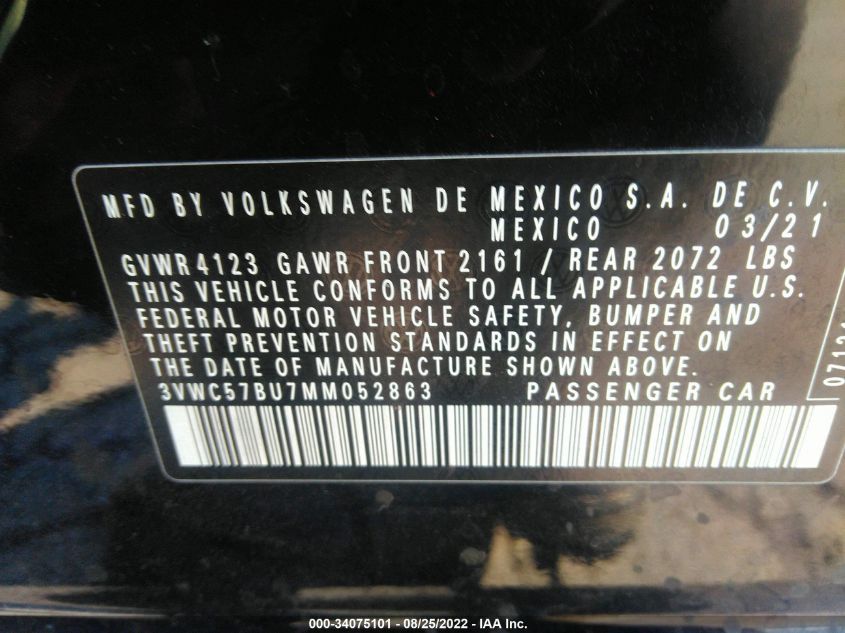 MFD BY VOLKSWAGEN DE MEXICO S.A. DE C.V.
MEXICO 03/21
GVWR 4123 GAWR FRONT 2161 / REAR 2072 LBS
THIS VEHICLE CONFORMS TO ALL APPLICABLE U.S.
FEDERAL MOTOR VEHICLE SAFETY, BUMPER AND
THEFT PREVENTION STANDARDS IN EFFECT ON
THE DATE OF MANUFACTURE SHOWN ABOVE.
3VWC57BU7MM052863 PASSENGER CAR
000-34075101 - 08/25/2022 - IAA Inc.